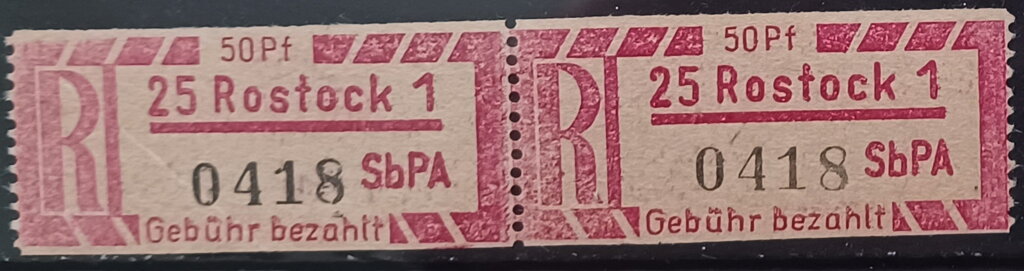 50Pf
R
25 Rostock 1
0418 SbPA
Gebühr bezahlt
50Pf
R
25 Rostock 1
0418 SbPA
Gebühr bezahlt